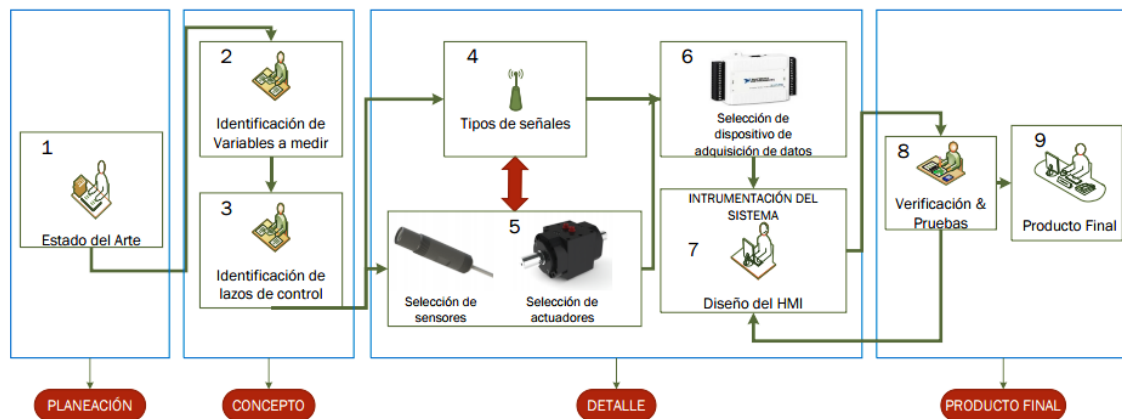 1
Estado del Arte
2
Identificación de
Variables a medir
3
Identificación de
lazos de control
4
Tipos de señales
5
Selección de
sensores
Selección de
actuadores
6
Selección de
dispositivo de
adquisición de datos
INTRUMENTACIÓN DEL
SISTEMA
7
Diseño del HMI
8
Verificación &
Pruebas
9
Producto Final
PLANEACIÓN
CONCEPTO
DETALLE
PRODUCTO FINAL